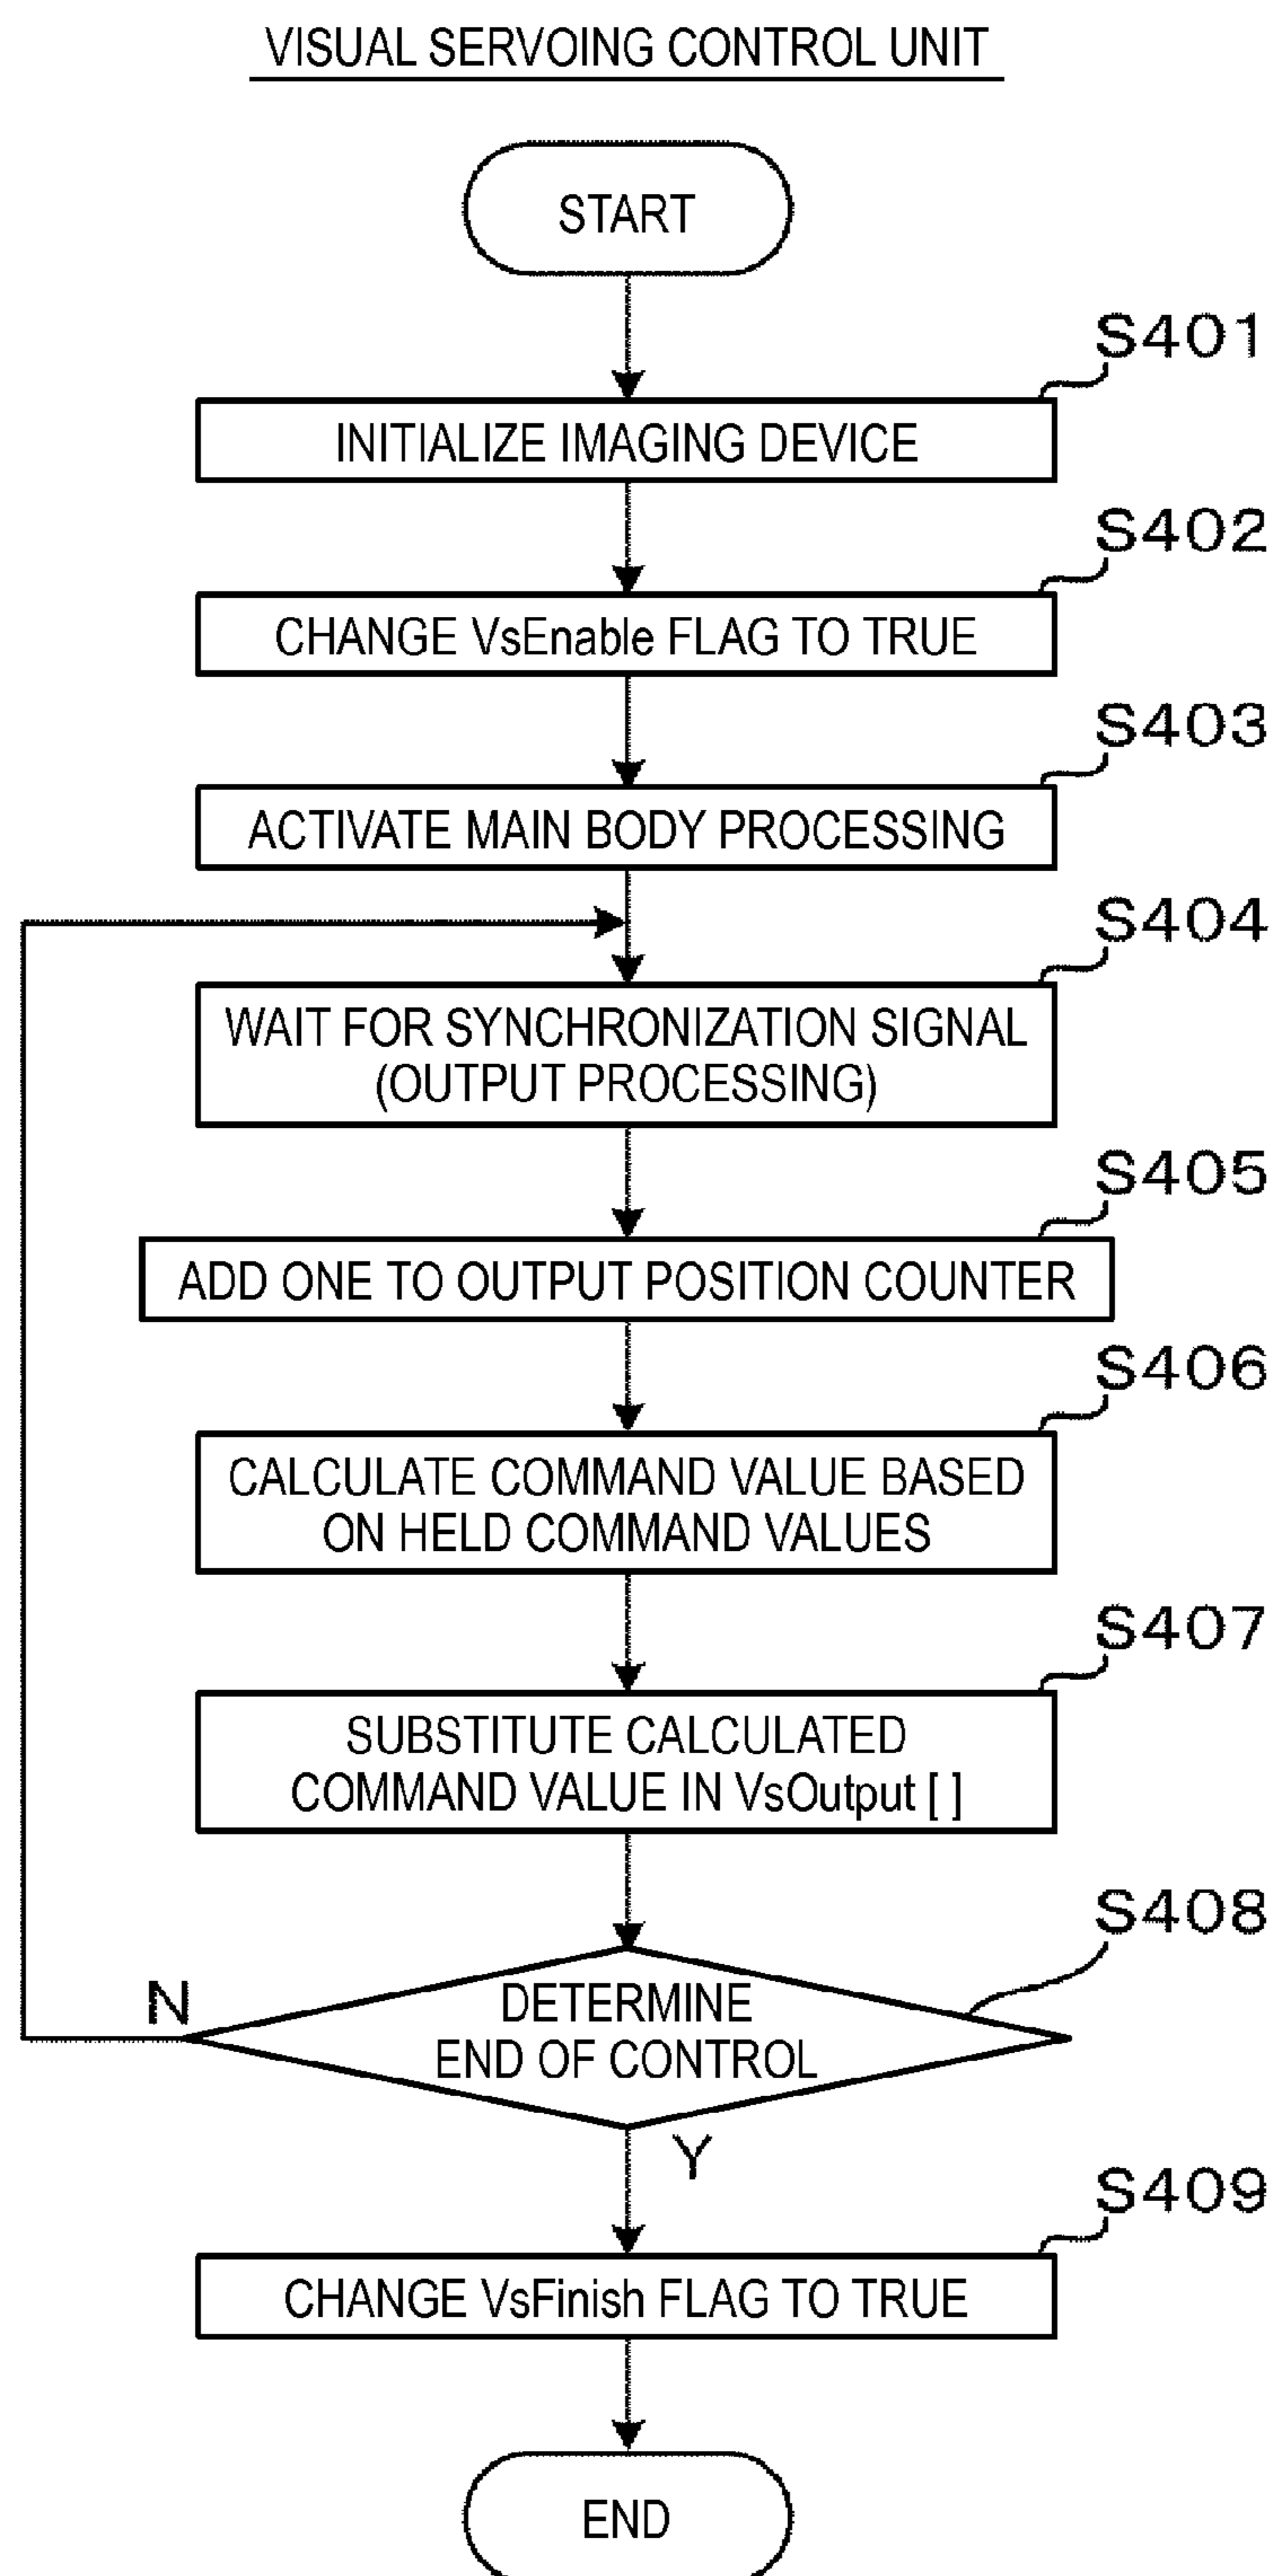 VISUAL SERVOING CONTROL UNIT
START
S401
INITIALIZE IMAGING DEVICE
S402
CHANGE VsEnable FLAG TO TRUE
S403
ACTIVATE MAIN BODY PROCESSING
S404
WAIT FOR SYNCHRONIZATION SIGNAL
(OUTPUT PROCESSING)
S405
ADD ONE TO OUTPUT POSITION COUNTER
S406
CALCULATE COMMAND VALUE BASED
ON HELD COMMAND VALUES
S407
SUBSTITUTE CALCULATED
COMMAND VALUE IN VsOutput [ ]
S408
N
DETERMINE
END OF CONTROL
Y
S409
CHANGE VsFinish FLAG TO TRUE
END